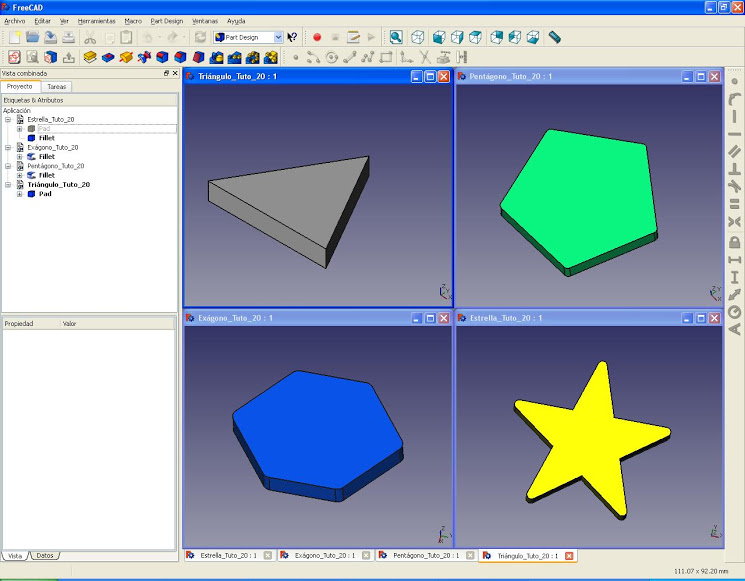 FreeCAD
Archivo Editar Ver Herramientas Macro Part Design Ventanas Ayuda
Part Design
Vista combinada
Proyecto Tareas
Etiquetas & Atributos
Aplicación
Estrella_Tuto_20
Pad
Fillet
Exágono_Tuto_20
Fillet
Pentágono_Tuto_20
Fillet
Triángulo_Tuto_20
Pad
Propiedad Valor
Vista Datos
Triángulo_Tuto_20 : 1
Pentágono_Tuto_20 : 1
Exágono_Tuto_20 : 1
Estrella_Tuto_20 : 1
Estrella_Tuto_20 : 1 Exágono_Tuto_20 : 1 Pentágono_Tuto_20 : 1 Triángulo_Tuto_20 : 1
111.07 x 92.20 mm